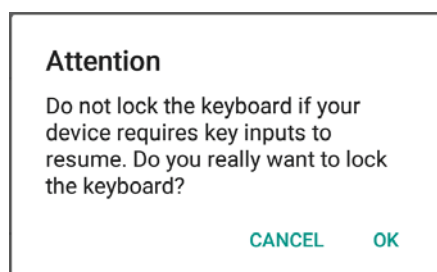 Attention
Do not lock the keyboard if your
device requires key inputs to
resume. Do you really want to lock
the keyboard?
CANCEL OK